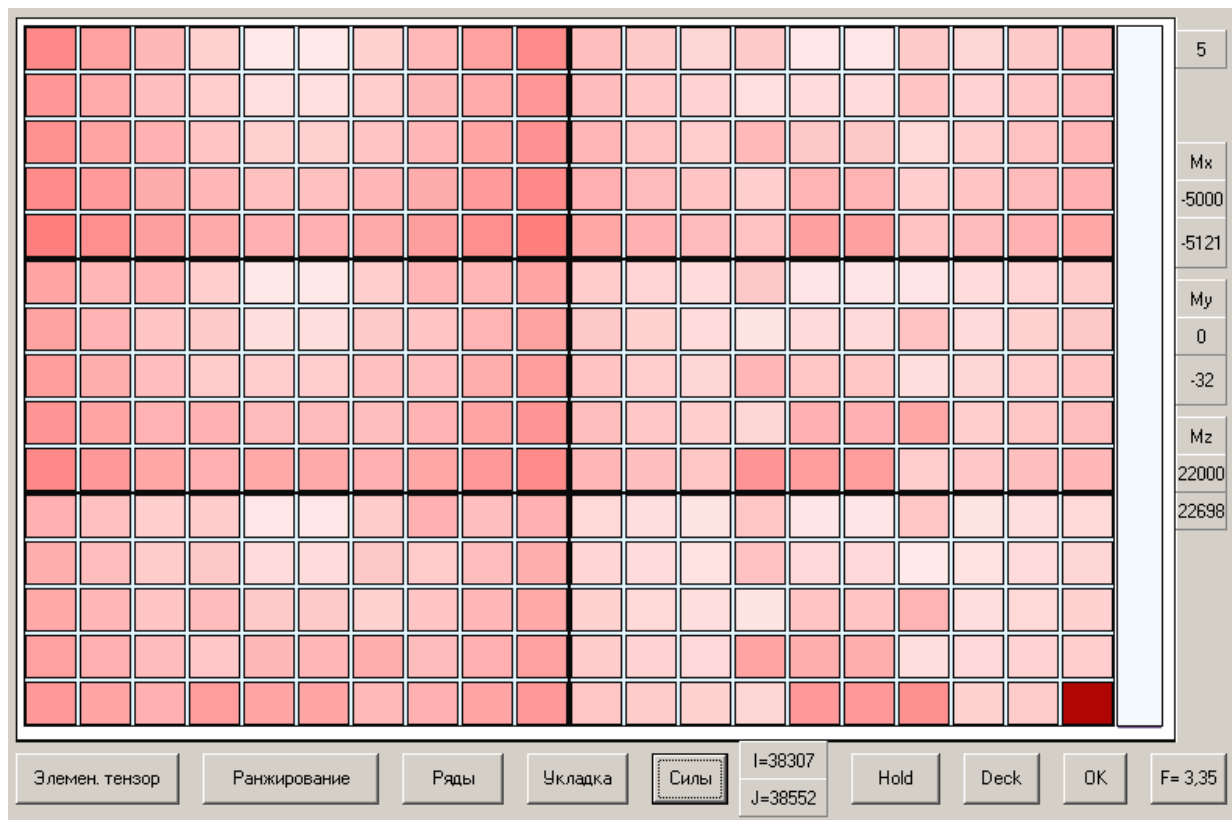 5
Mx
-5000
-5121
My
0
-32
Mz
22000
22698
Элемен. тензор
Ранжирование
Ряды
Укладка
Силы
I=38307
J=38552
Hold
Deck
OK
F= 3,35